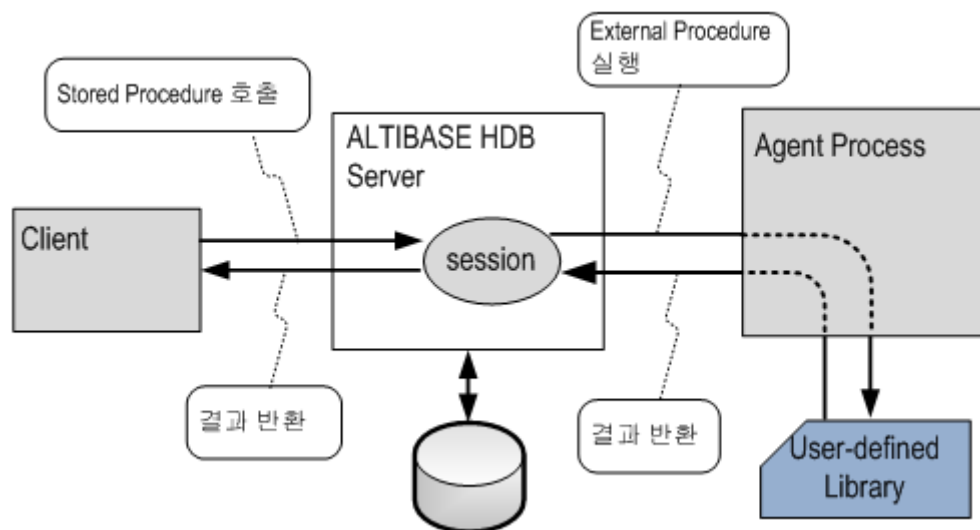 External Procedure
실행
Stored Procedure 호출
ALTIBASE HDB
Server
Agent Process
Client
session
결과 반환
결과 반환
User-defined
Library